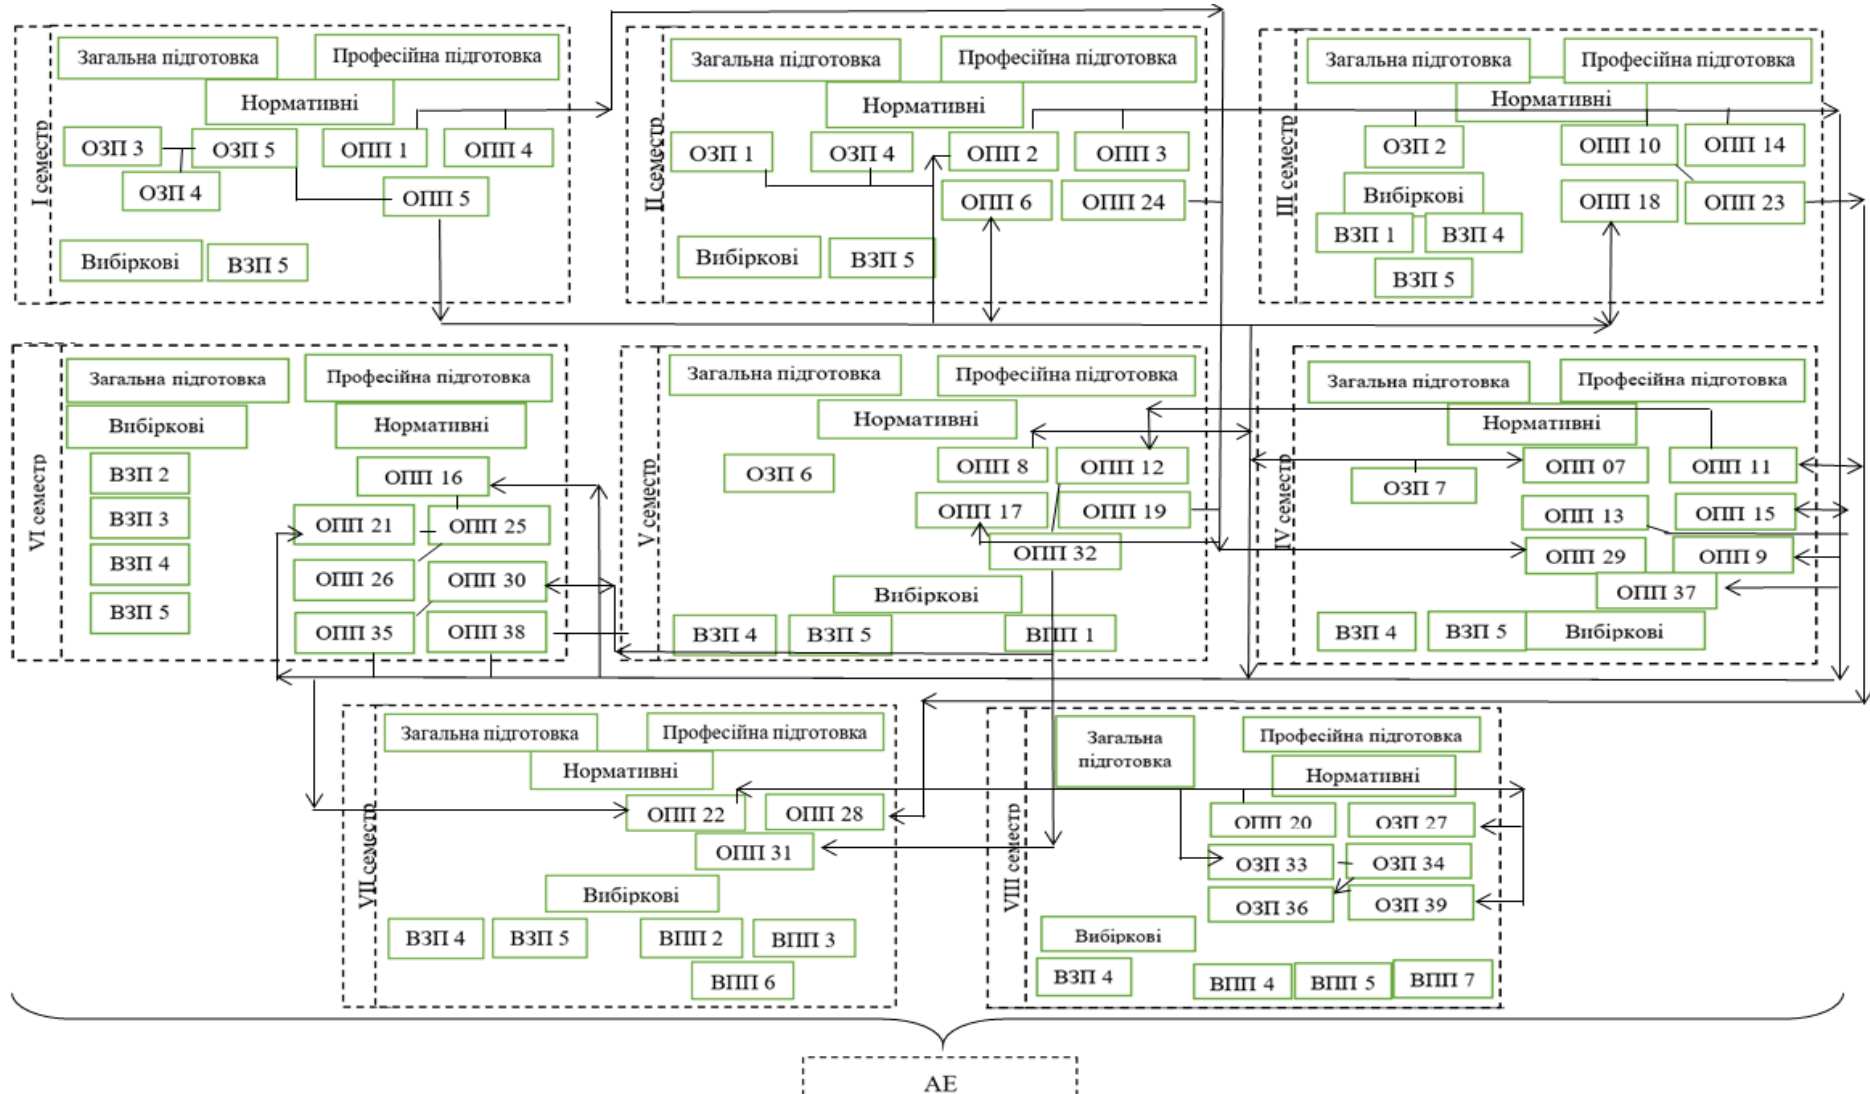 I семестр
Загальна підготовка
Професійна підготовка
Нормативні
ОЗП 3
ОЗП 5
ОПП 1
ОПП 4
ОЗП 4
ОПП 5
Вибіркові
ВЗП 5
II семестр
Загальна підготовка
Професійна підготовка
Нормативні
ОЗП 1
ОЗП 4
ОПП 2
ОПП 3
ОПП 6
ОПП 24
Вибіркові
ВЗП 5
III семестр
Загальна підготовка
Професійна підготовка
Нормативні
ОЗП 2
ОПП 10
ОПП 14
Вибіркові
ОПП 18
ОПП 23
ВЗП 1
ВЗП 4
ВЗП 5
VI семестр
Загальна підготовка
Професійна підготовка
Вибіркові
Нормативні
ВЗП 2
ОПП 16
ВЗП 3
ОПП 21
ОПП 25
ВЗП 4
ОПП 26
ОПП 30
ВЗП 5
ОПП 35
ОПП 38
V семестр
Загальна підготовка
Професійна підготовка
Нормативні
ОЗП 6
ОПП 8
ОПП 12
ОПП 17
ОПП 19
ОПП 32
Вибіркові
ВЗП 4
ВЗП 5
ВПП 1
IV семестр
Загальна підготовка
Професійна підготовка
Нормативні
ОЗП 7
ОПП 07
ОПП 11
ОПП 13
ОПП 15
ОПП 29
ОПП 9
ОПП 37
ВЗП 4
ВЗП 5
Вибіркові
VII семестр
Загальна підготовка
Професійна підготовка
Нормативні
ОПП 22
ОПП 28
ОПП 31
Вибіркові
ВЗП 4
ВЗП 5
ВПП 2
ВПП 3
ВПП 6
VIII семестр
Загальна
підготовка
Професійна підготовка
Нормативні
ОПП 20
ОЗП 27
ОЗП 33
ОЗП 34
ОЗП 36
ОЗП 39
Вибіркові
ВЗП 4
ВПП 4
ВПП 5
ВПП 7
АЕ